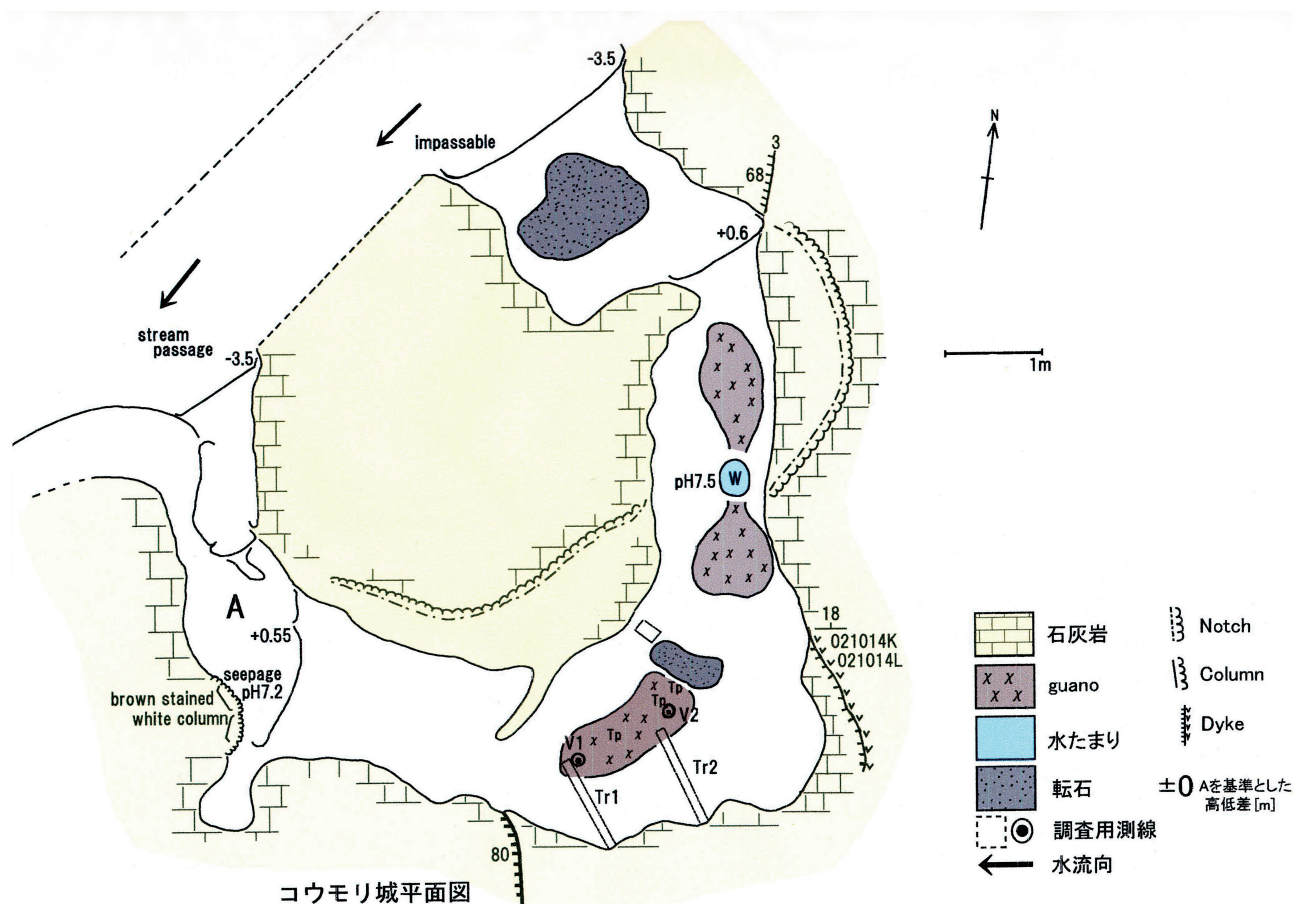 -3.5
impassable
N
3
68
+0.6
1m
stream
passage
-3.5
pH7.5
W
A
+0.55
seepage
pH7.2
brown stained
white column
18
021014K
021014L
Tp
Tp
V2
Tp
V1
Tr2
Tr1
80
コウモリ城平面図
石灰岩
guano
水たまり
転石
調査用測線
水流向
Notch
Column
Dyke
±0 Aを基準とした
高低差[m]